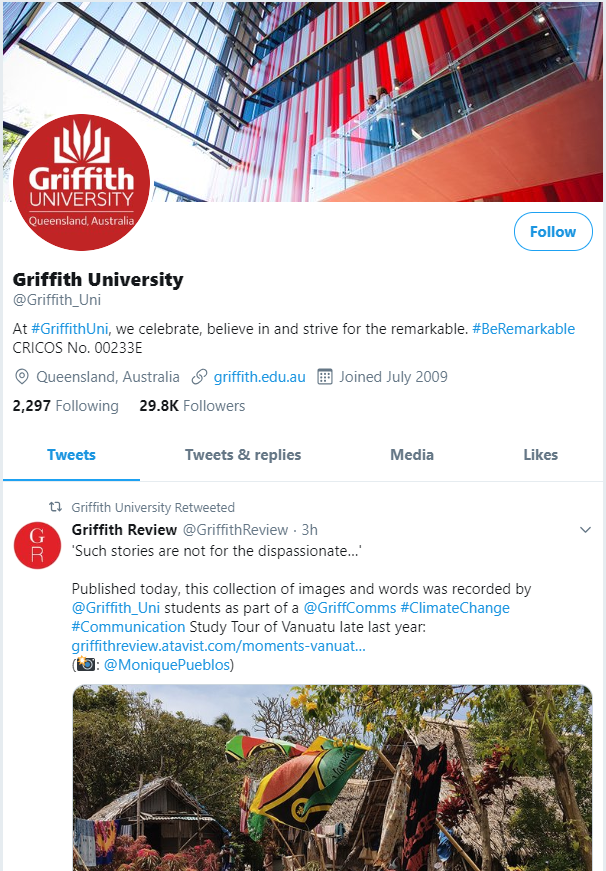 Griffith
UNIVERSITY
Queensland, Australia
Follow
Griffith University
@Griffith_Uni
At #GriffithUni, we celebrate, believe in and strive for the remarkable. #BeRemarkable
CRICOS No. 00233E
Queensland, Australia griffith.edu.au Joined July 2009
2,297 Following 29.8K Followers
Tweets Tweets & replies Media Likes
Griffith University Retweeted
G
R
Griffith Review @GriffithReview · 3h
'Such stories are not for the dispassionate...'
Published today, this collection of images and words was recorded by
@Griffith_Uni students as part of a @GriffComms #ClimateChange
#Communication Study Tour of Vanuatu late last year:
griffithreview.atavist.com/moments-vanuat...
(📸: @MoniquePueblos)